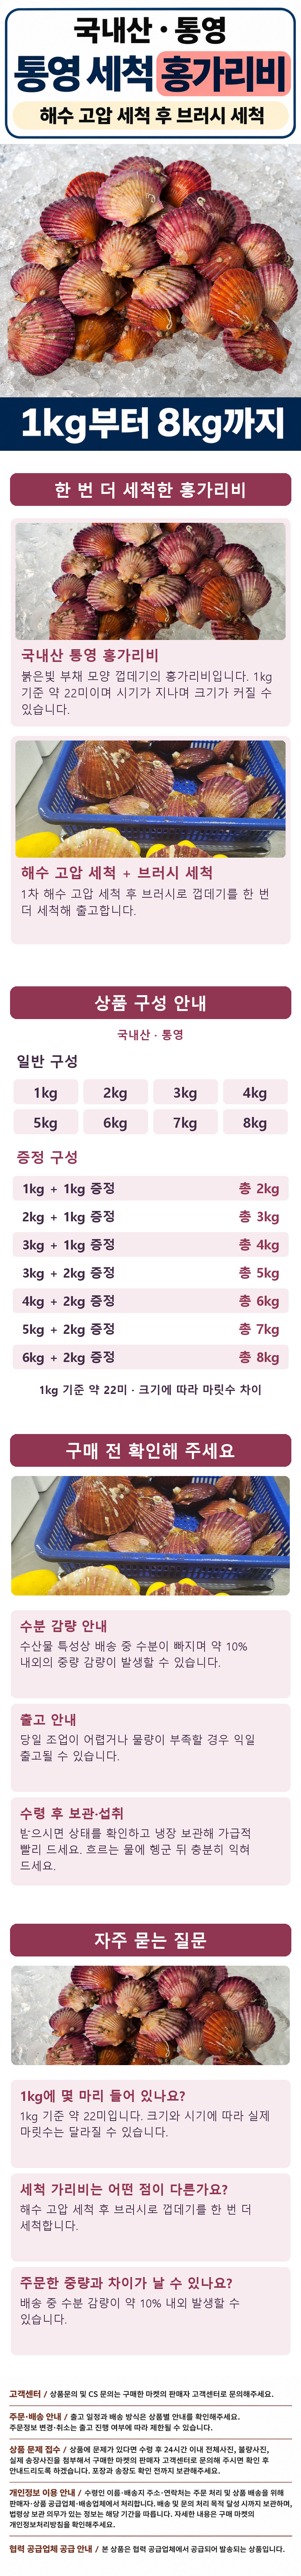 국내산 · 통영
통영 세척 홍가리비
해수 고압 세척 후 브러시 세척
1kg부터 8kg까지
한 번 더 세척한 홍가리비
국내산 통영 홍가리비
붉은빛 부채 모양 껍데기의 홍가리비입니다. 1kg
기준 약 22미이며 시기가 지나며 크기가 커질 수
있습니다.
해수 고압 세척 + 브러시 세척
1차 해수 고압 세척 후 브러시로 껍데기를 한 번
더 세척해 출고합니다.
상품 구성 안내
국내산 · 통영
일반 구성
1kg 2kg 3kg 4kg
5kg 6kg 7kg 8kg
증정 구성
1kg + 1kg 증정 총 2kg
2kg + 1kg 증정 총 3kg
3kg + 1kg 증정 총 4kg
3kg + 2kg 증정 총 5kg
4kg + 2kg 증정 총 6kg
5kg + 2kg 증정 총 7kg
6kg + 2kg 증정 총 8kg
1kg 기준 약 22미 · 크기에 따라 마릿수 차이
구매 전 확인해 주세요
수분 감량 안내
수산물 특성상 배송 중 수분이 빠지며 약 10%
내외의 중량 감량이 발생할 수 있습니다.
출고 안내
당일 조업이 어렵거나 물량이 부족할 경우 익일
출고될 수 있습니다.
수령 후 보관·섭취
받으시면 상태를 확인하고 냉장 보관해 가급적
빨리 드세요. 흐르는 물에 헹군 뒤 충분히 익혀
드세요.
자주 묻는 질문
1kg에 몇 마리 들어 있나요?
1kg 기준 약 22미입니다. 크기와 시기에 따라 실제
마릿수는 달라질 수 있습니다.
세척 가리비는 어떤 점이 다른가요?
해수 고압 세척 후 브러시로 껍데기를 한 번 더
세척합니다.
주문한 중량과 차이가 날 수 있나요?
배송 중 수분 감량이 약 10% 내외 발생할 수
있습니다.
고객센터 / 상품문의 및 CS 문의는 구매한 마켓의 판매자 고객센터로 문의해주세요.
주문·배송 안내 / 출고 일정과 배송 방식은 상품별 안내를 확인해주세요.
주문정보 변경·취소는 출고 진행 여부에 따라 제한될 수 있습니다.
상품 문제 접수 / 상품에 문제가 있다면 수령 후 24시간 이내 전체사진, 불량사진,
실제 송장사진을 첨부해서 구매한 마켓의 판매자 고객센터로 문의해 주시면 확인 후
안내드리도록 하겠습니다. 포장과 송장도 확인 전까지 보관해주세요.
개인정보 이용 안내 / 수령인 이름·배송지 주소·연락처는 주문 처리 및 상품 배송을 위해
판매자·상품 공급업체·배송업체에서 처리합니다. 배송 및 문의 처리 목적 달성 시까지 보관하며,
법령상 보관 의무가 있는 정보는 해당 기간을 따릅니다. 자세한 내용은 구매 마켓의
개인정보처리방침을 확인해주세요.
협력 공급업체 공급 안내 / 본 상품은 협력 공급업체에서 공급되어 발송되는 상품입니다.